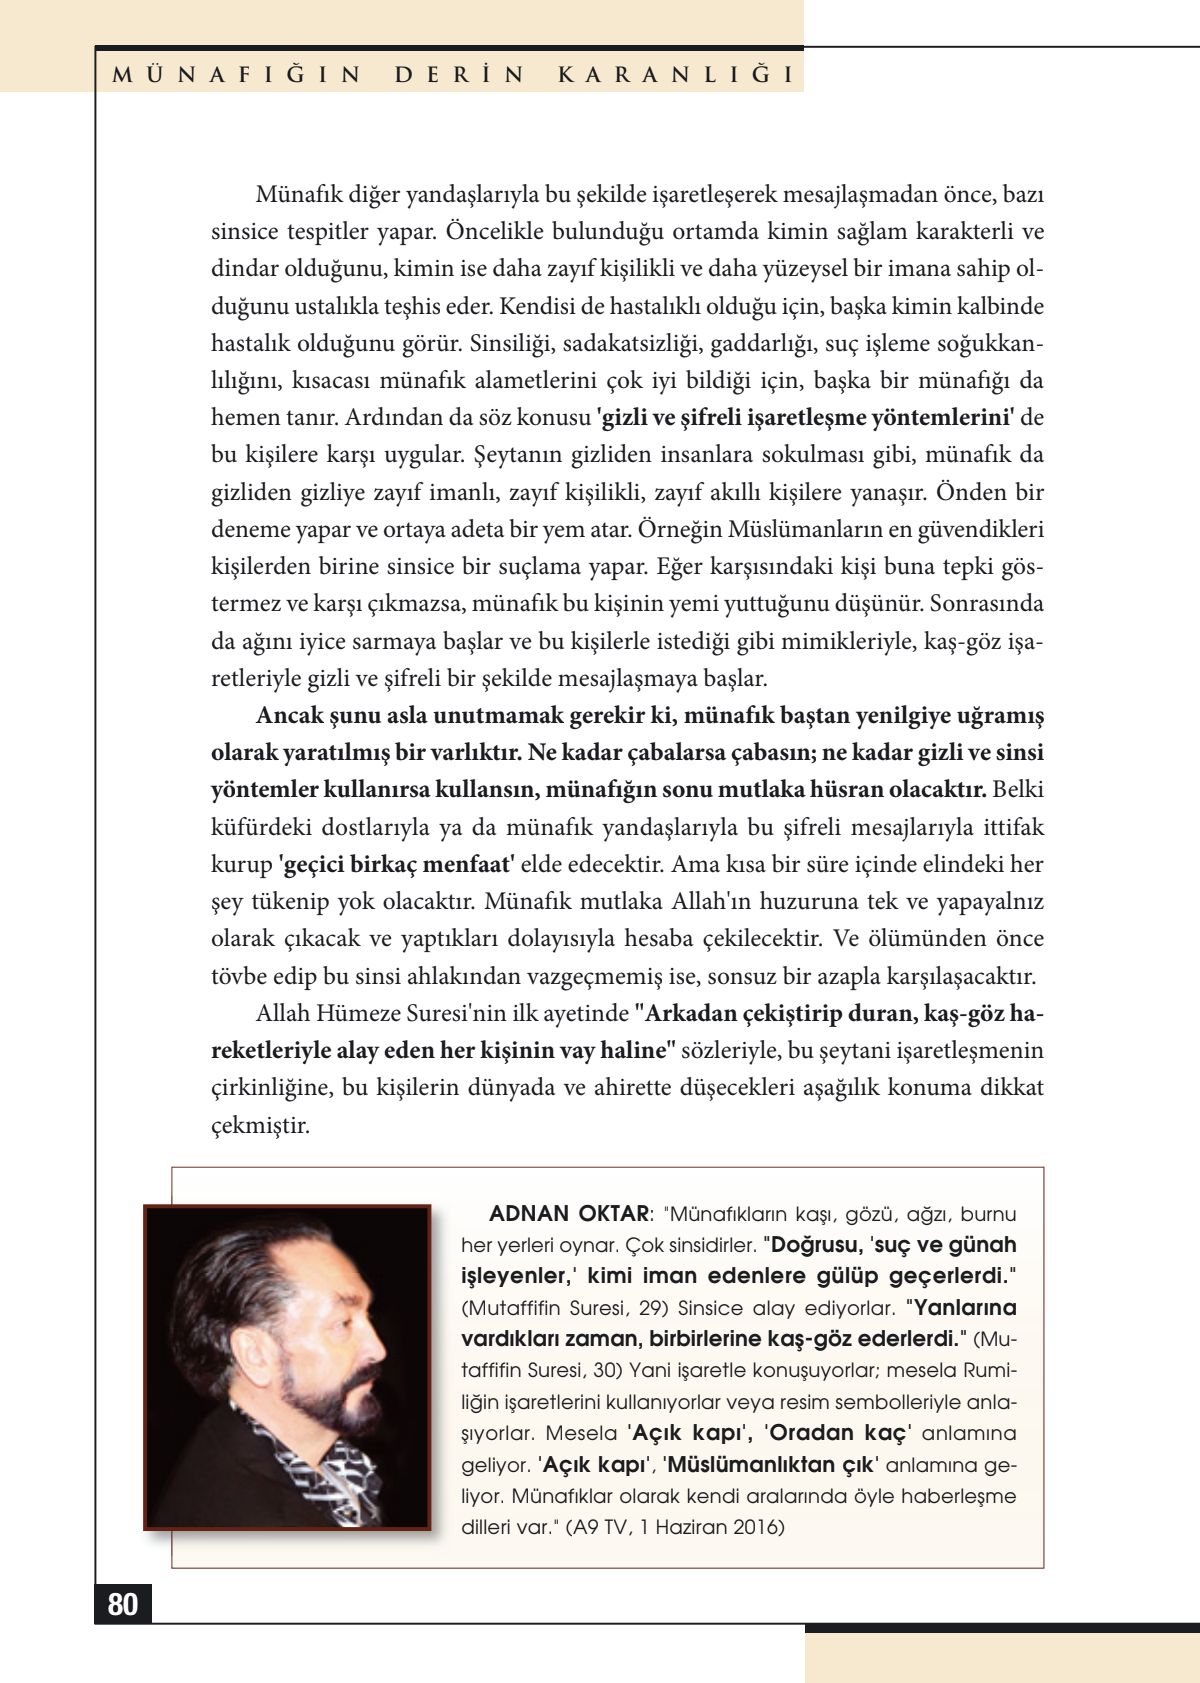 MÜNAFIĞIN DERİN KARANLIĞI
Münafık diğer yandaşlarıyla bu şekilde işaretleşerek mesajlaşmadan önce, bazı
sinsice tespitler yapar. Öncelikle bulunduğu ortamda kimin sağlam karakterli ve
dindar olduğunu, kimin ise daha zayıf kişilikli ve daha yüzeysel bir imana sahip ol-
duğunu ustalıkla teşhis eder. Kendisi de hastalıklı olduğu için, başka kimin kalbinde
hastalık olduğunu görür. Sinsiliği, sadakatsizliği, gaddarlığı, suç işleme soğukkan-
lılığını, kısacası münafık alametlerini çok iyi bildiği için, başka bir münafığı da
hemen tanır. Ardından da söz konusu 'gizli ve şifreli işaretleşme yöntemlerini' de
bu kişilere karşı uygular. Şeytanın gizliden insanlara sokulması gibi, münafık da
gizliden gizliye zayıf imanlı, zayıf kişilikli, zayıf akıllı kişilere yanaşır. Önden bir
deneme yapar ve ortaya adeta bir yem atar. Örneğin Müslümanların en güvendikleri
kişilerden birine sinsice bir suçlama yapar. Eğer karşısındaki kişi buna tepki gös-
termez ve karşı çıkmazsa, münafık bu kişinin yemi yuttuğunu düşünür. Sonrasında
da ağını iyice sarmaya başlar ve bu kişilerle istediği gibi mimikleriyle, kaş-göz işa-
retleriyle gizli ve şifreli bir şekilde mesajlaşmaya başlar.
Ancak şunu asla unutmamak gerekir ki, münafık baştan yenilgiye uğramış
olarak yaratılmış bir varlıktır. Ne kadar çabalarsa çabasın; ne kadar gizli ve sinsi
yöntemler kullanırsa kullansın, münafığın sonu mutlaka hüsran olacaktır. Belki
küfürdeki dostlarıyla ya da münafık yandaşlarıyla bu şifreli mesajlarıyla ittifak
kurup 'geçici birkaç menfaat' elde edecektir. Ama kısa bir süre içinde elindeki her
şey tükenip yok olacaktır. Münafık mutlaka Allah'ın huzuruna tek ve yapayalnız
olarak çıkacak ve yaptıkları dolayısıyla hesaba çekilecektir. Ve ölümünden önce
tövbe edip bu sinsi ahlakından vazgeçmemiş ise, sonsuz bir azapla karşılaşacaktır.
Allah Hümeze Suresi'nin ilk ayetinde "Arkadan çekiştirip duran, kaş-göz ha-
reketleriyle alay eden her kişinin vay haline" sözleriyle, bu şeytani işaretleşmenin
çirkinliğine, bu kişilerin dünyada ve ahirette düşecekleri aşağılık konuma dikkat
çekmiştir.
ADNAN OKTAR: "Münafıkların kaşı, gözü, ağzı, burnu
her yerleri oynar. Çok sinsidirler. "Doğrusu, 'suç ve günah
işleyenler,' kimi iman edenlere gülüp geçerlerdi."
(Mutaffifin Suresi, 29) Sinsice alay ediyorlar. "Yanlarına
vardıkları zaman, birbirlerine kaş-göz ederlerdi." (Mu-
taffifin Suresi, 30) Yani işaretle konuşuyorlar; mesela Rumi-
liğin işaretlerini kullanıyorlar veya resim sembolleriyle anla-
şıyorlar. Mesela 'Açık kapı', 'Oradan kaç' anlamına
geliyor. 'Açık kapı', 'Müslümanlıktan çık' anlamına ge-
liyor. Münafıklar olarak kendi aralarında öyle haberleşme
dilleri var." (A9 TV, 1 Haziran 2016)
80